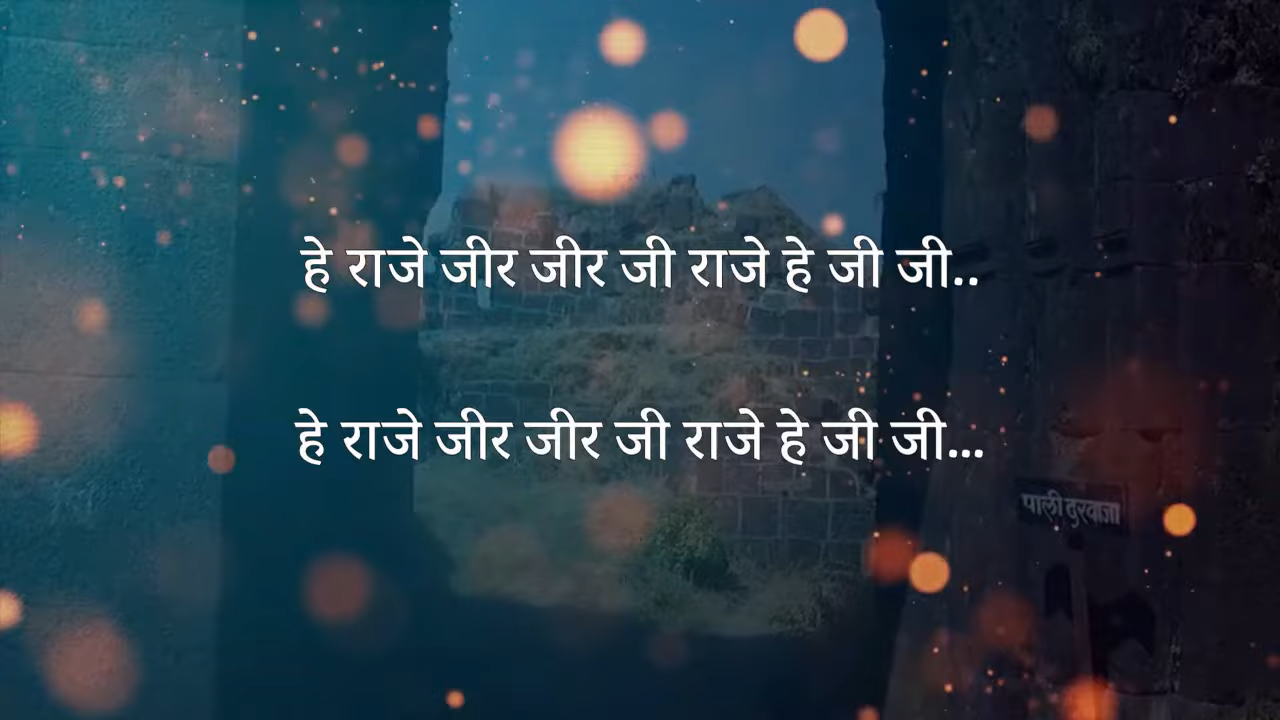 हे राजे जीर जीर जी राजे हे जी जी..
हे राजे जीर जीर जी राजे हे जी जी...
पाली दरवाजा